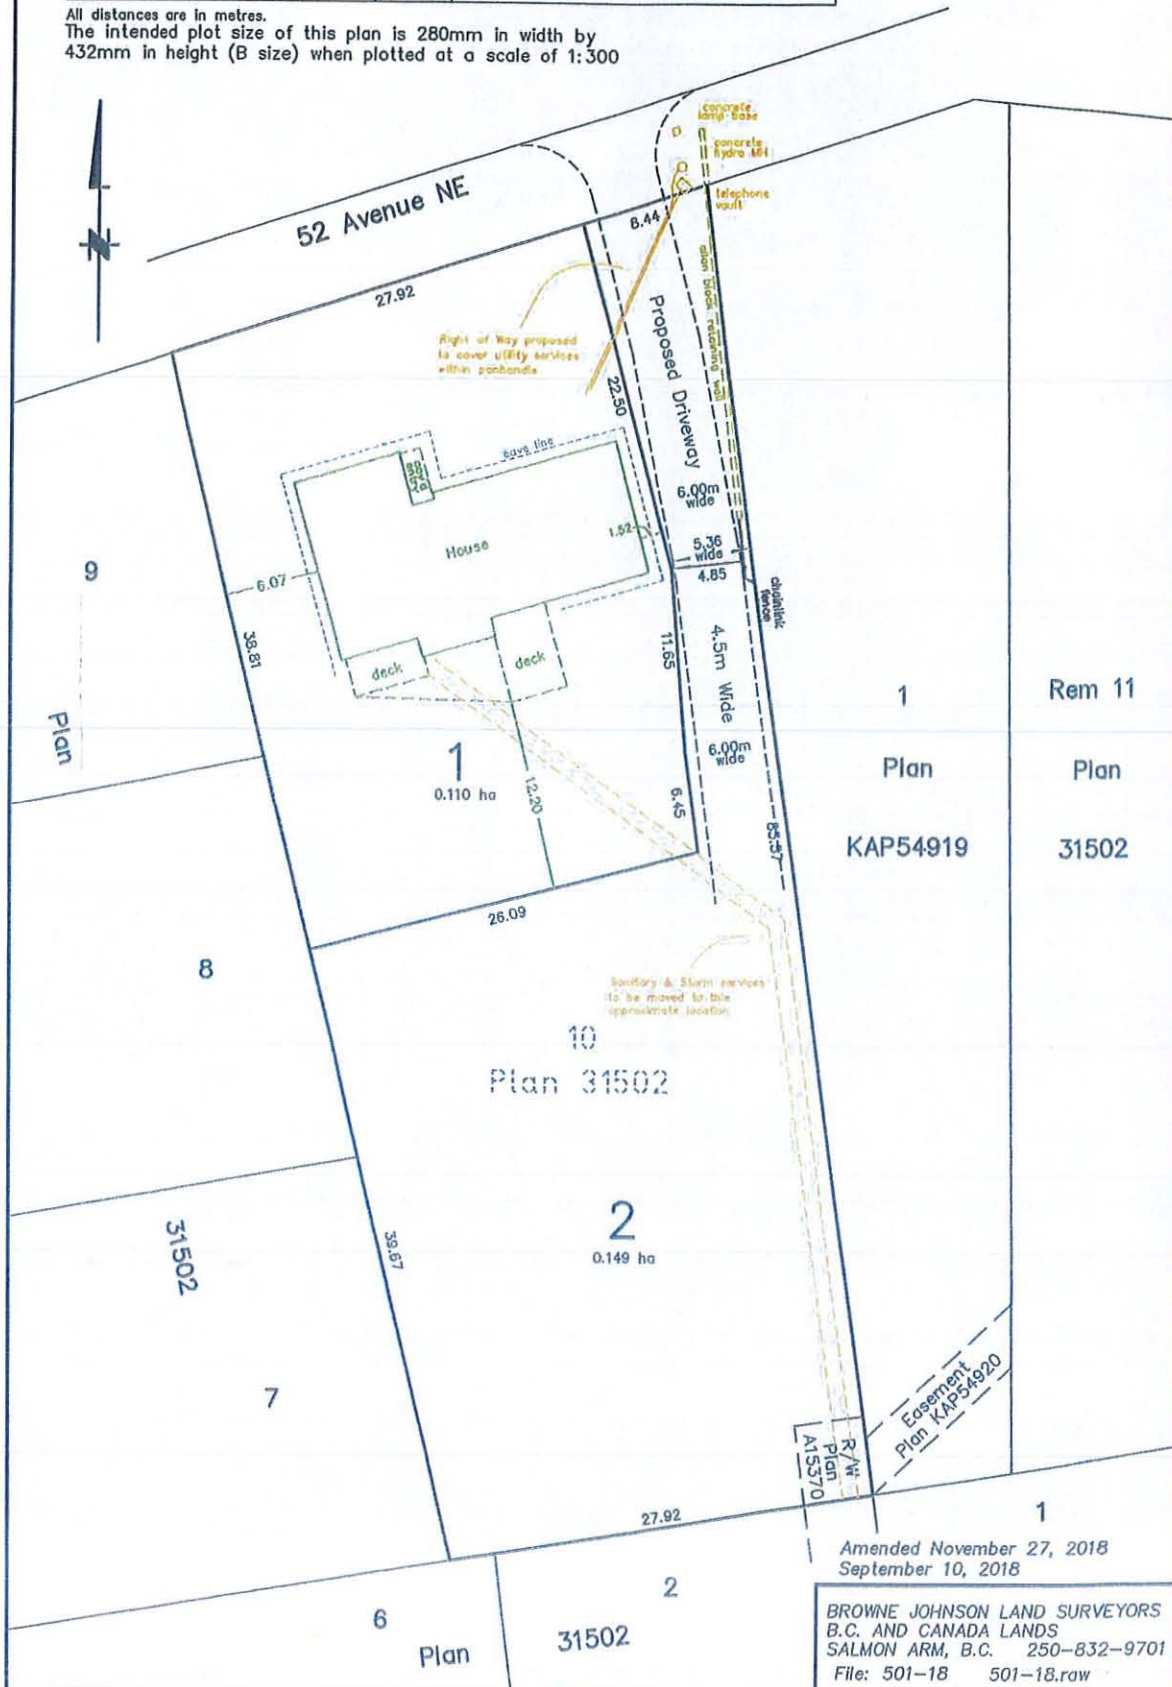 All distances are in metres.
The intended plot size of this plan is 280mm in width by
432mm in height (B size) when plotted at a scale of 1:300
N
concrete
lamp base
concrete
hydro MH
telephone
vault
52 Avenue NE
8.44
27.92
allan block retaining wall
Right of Way proposed
to cover utility services
within panhandle
Proposed Driveway
22.50
eave line
6.00m
wide
1.52
5.36
wide
4.85
House
9
6.07
chainlink
fence
38.81
11.65
4.5m Wide
deck
deck
1
Rem 11
Plan
6.00m
wide
1
0.110 ha
12.20
6.45
Plan
Plan
85.37
KAP54919
31502
26.09
8
Sanitary & Storm services
to be moved to this
approximate location
10
Plan 31502
2
0.149 ha
31502
39.67
7
Easement
Plan KAP54920
R/W
Plan
A15370
27.92
1
Amended November 27, 2018
September 10, 2018
2
6
Plan
31502
BROWNE JOHNSON LAND SURVEYORS
B.C. AND CANADA LANDS
SALMON ARM, B.C. 250-832-9701
File: 501-18 501-18.raw